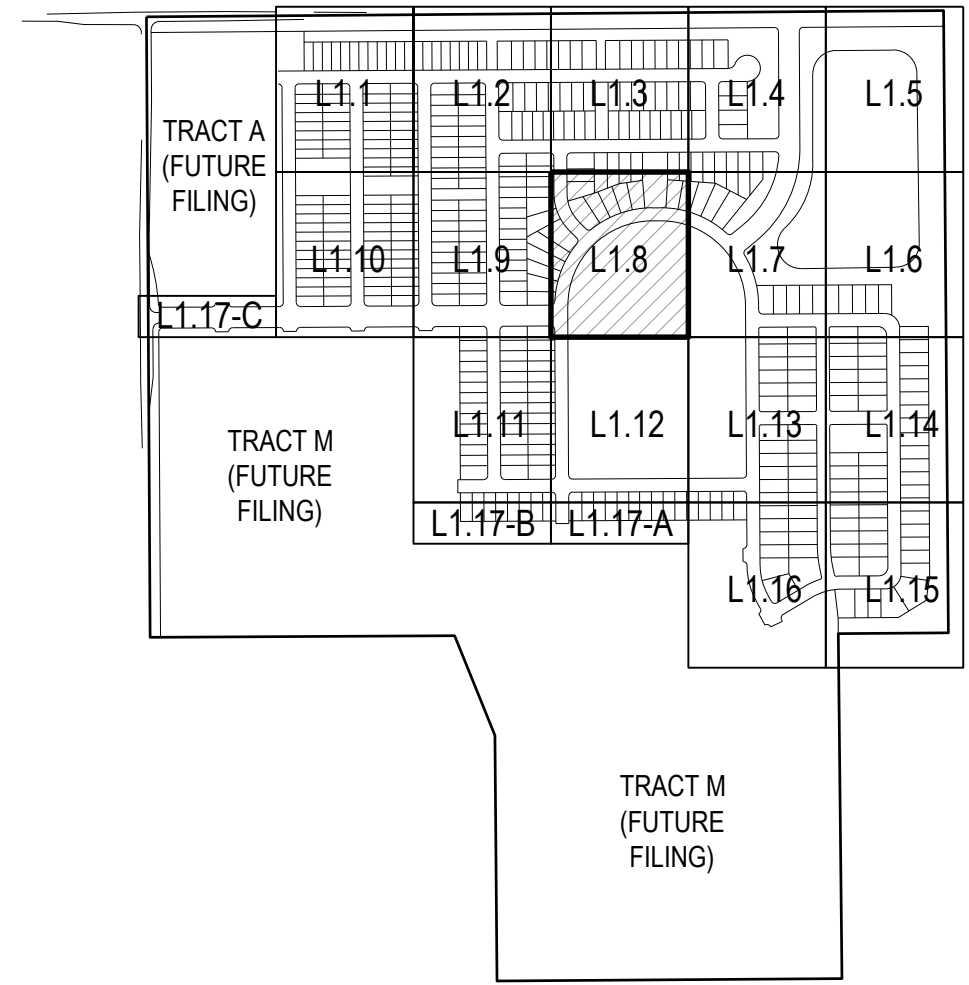 L1.1
L1.2
L1.3
L1.4
L1.5
TRACT A
(FUTURE
FILING)
L1.10
L1.9
L1.8
L1.7
L1.6
L1.17-C
TRACT M
(FUTURE
FILING)
L1.11
L1.12
L1.13
L1.14
L1.17-B
L1.17-A
L1.16
L1.15
TRACT M
(FUTURE
FILING)